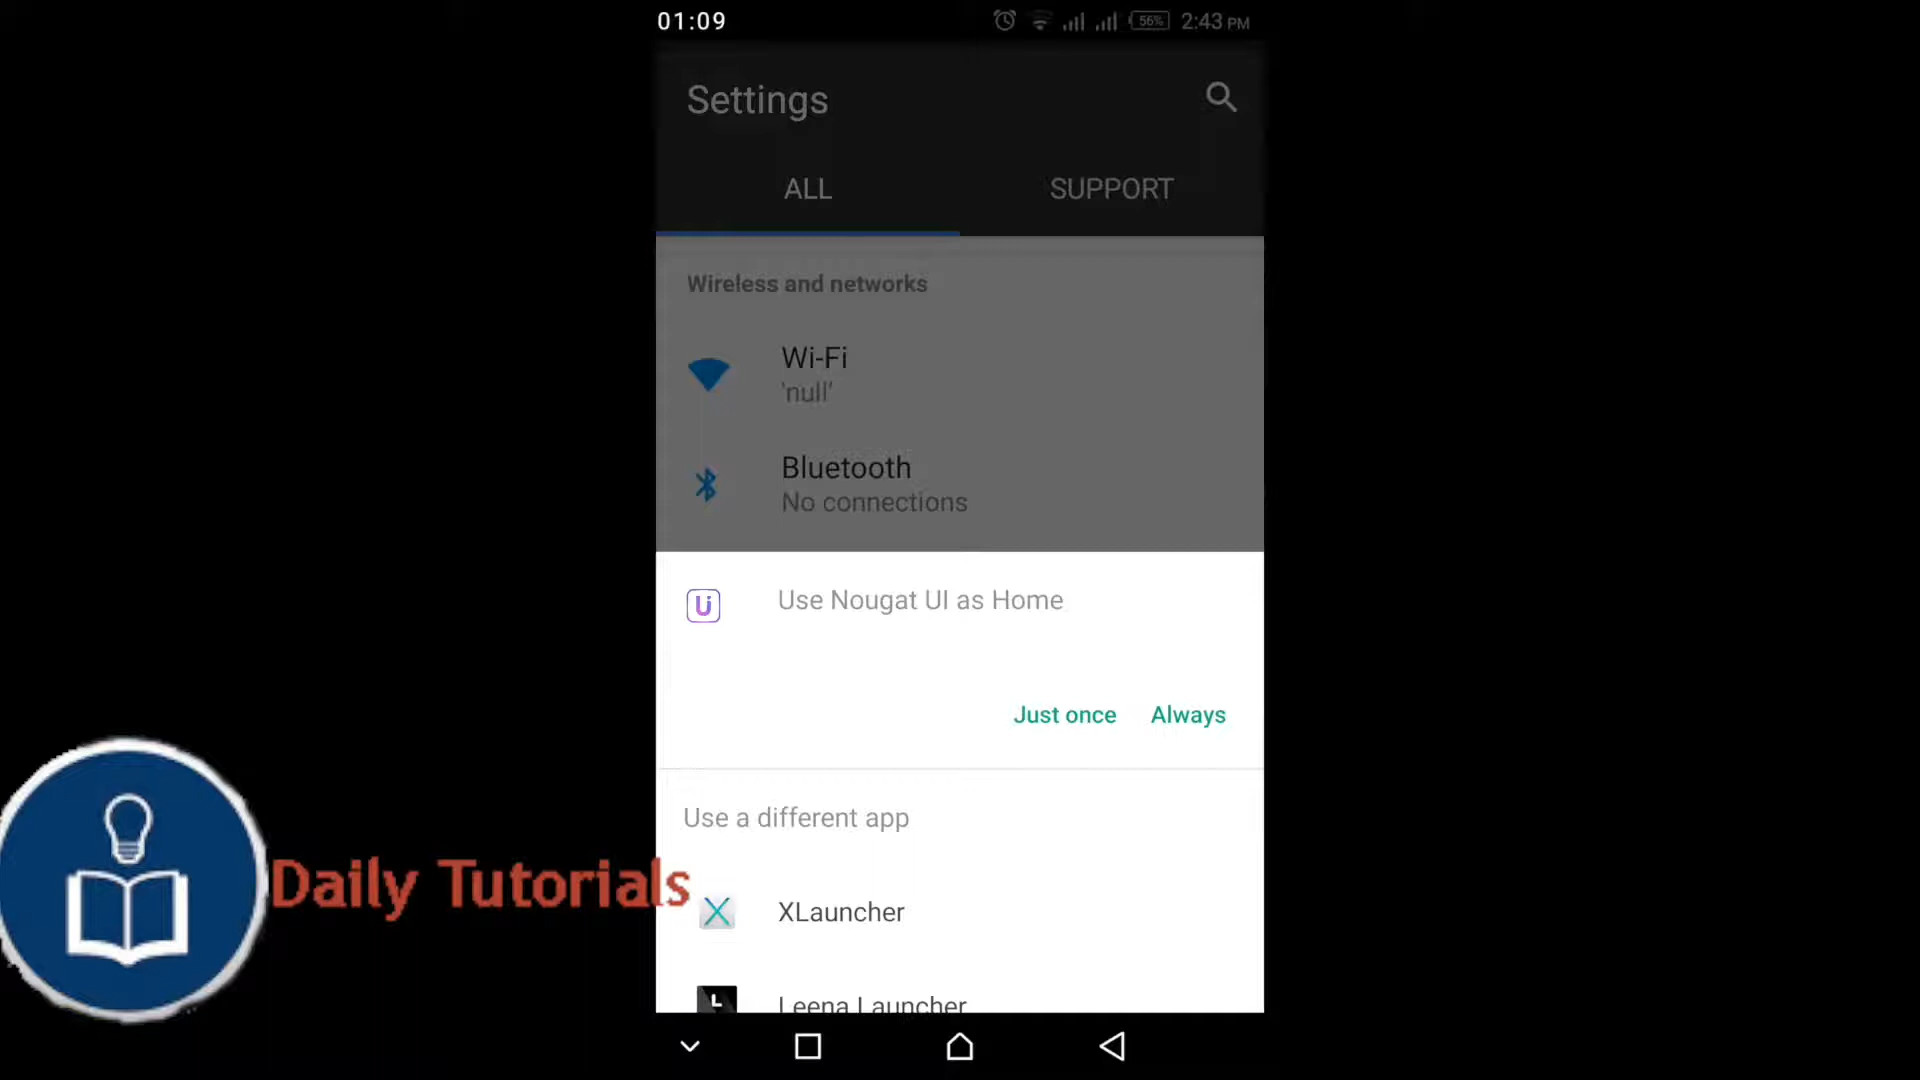 01:09
56% 2:43 PM
Settings
ALL SUPPORT
Wireless and networks
Wi-Fi
'null'
Bluetooth
No connections
Ui Use Nougat UI as Home
Just once Always
Use a different app
Daily Tutorials
XLauncher
L Leena Launcher